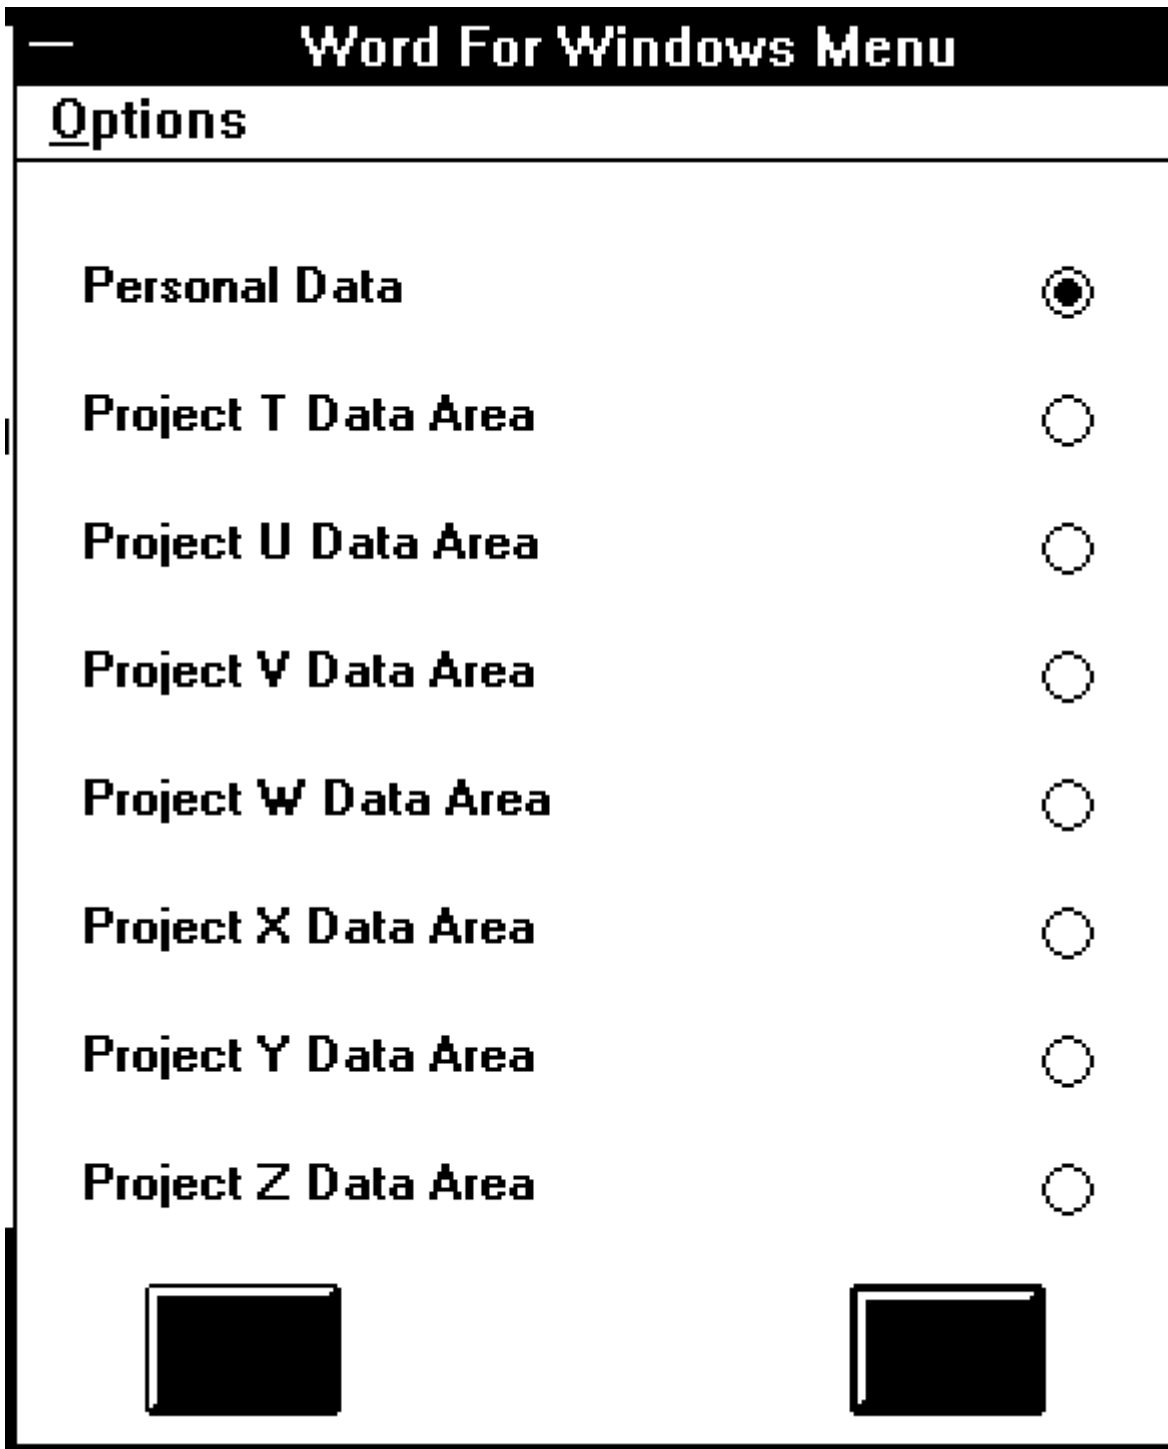 Word For Windows Menu
Options
Personal Data
Project T Data Area
Project U Data Area
Project V Data Area
Project W Data Area
Project X Data Area
Project Y Data Area
Project Z Data Area